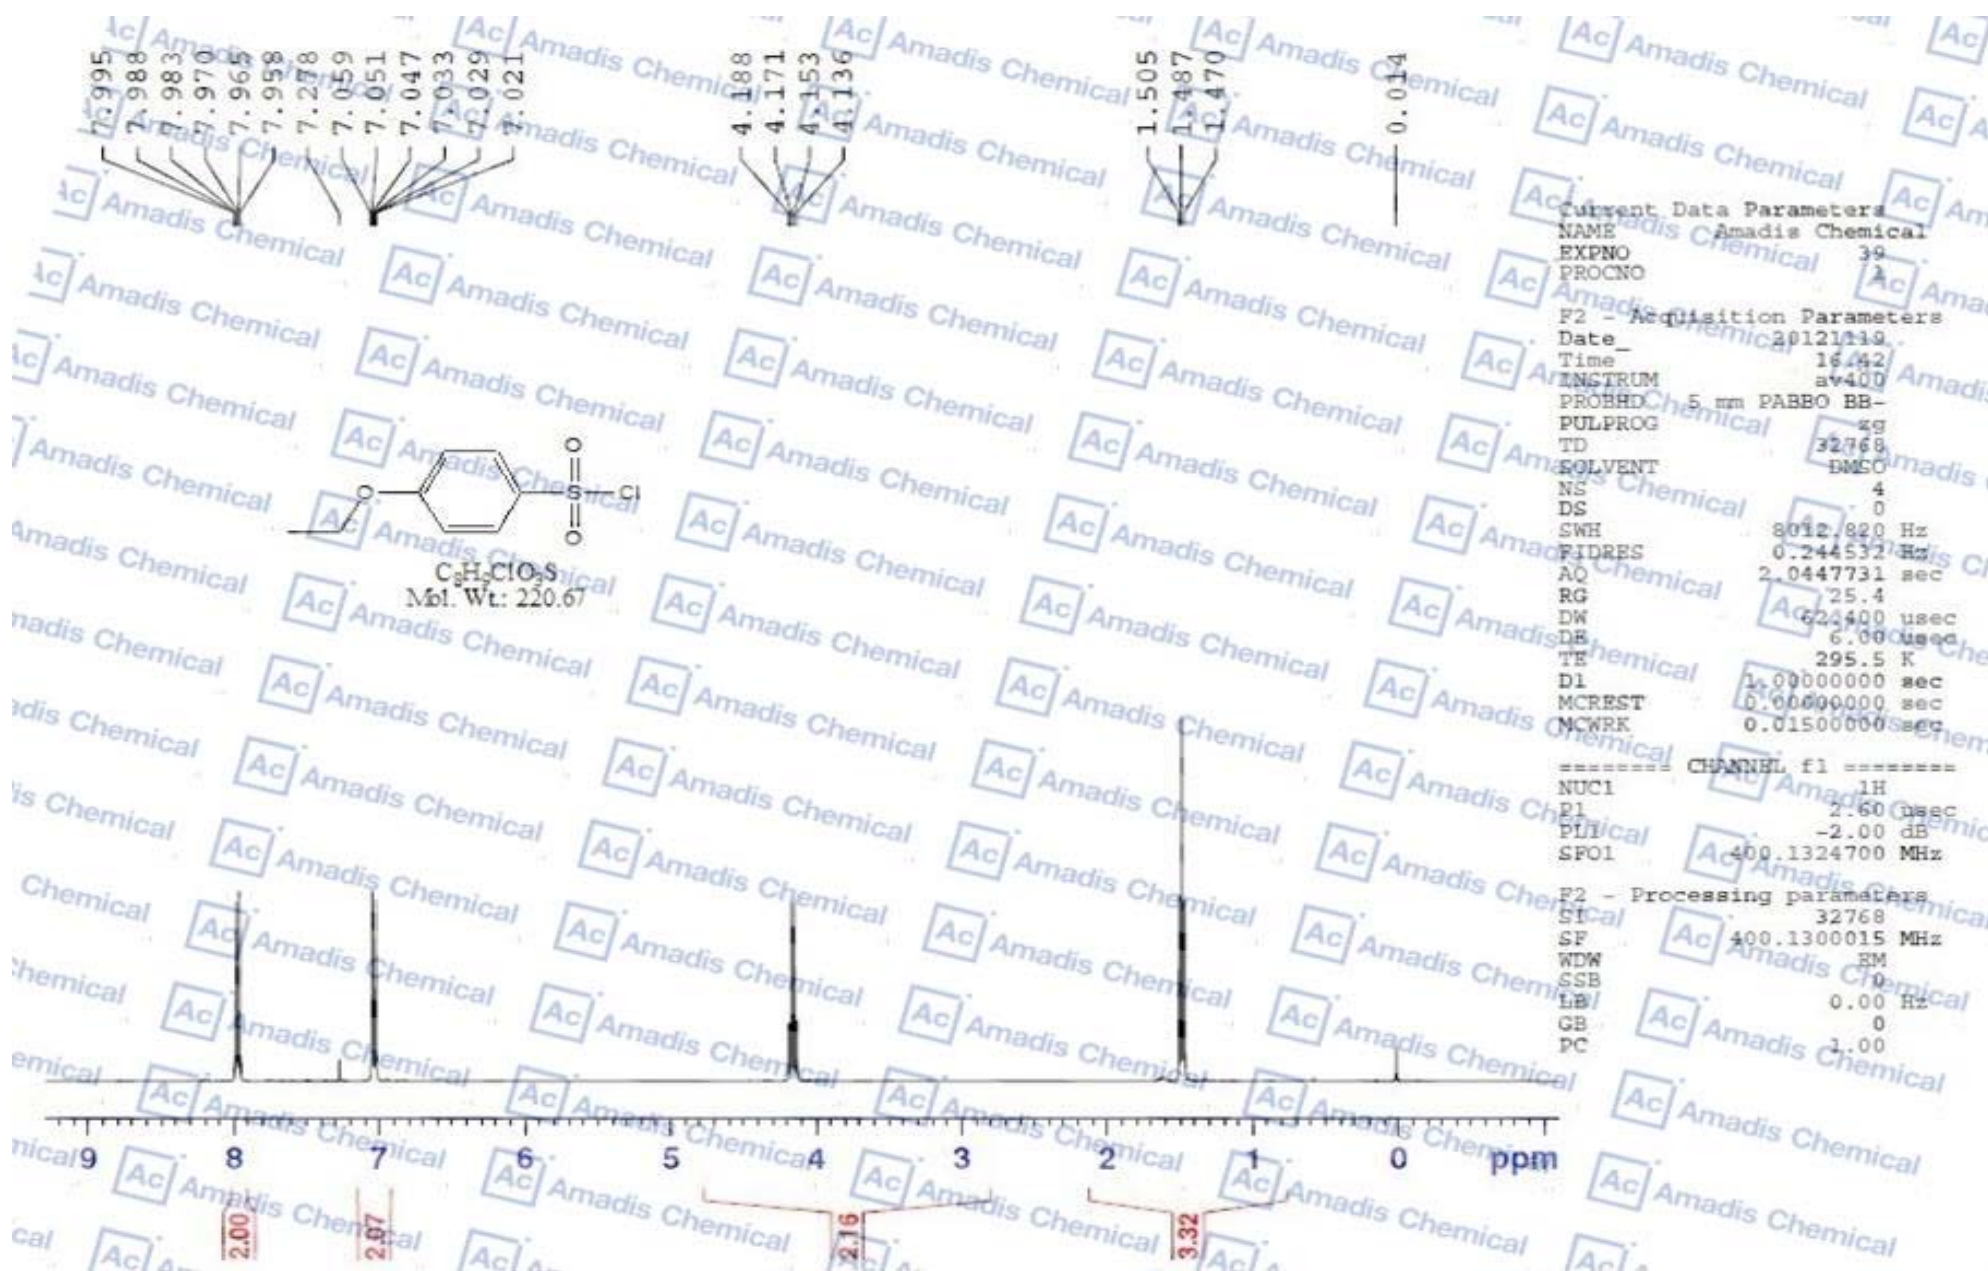 7.995
7.988
7.983
7.970
7.965
7.958
7.278
7.059
7.051
7.047
7.033
7.029
7.021
4.188
4.171
4.153
4.136
1.505
1.487
1.470
0.014
Current Data Parameters
NAME Amadis Chemical
EXPNO 39
PROCNO
F2 - Acquisition Parameters
Date_ 20121119
Time 16.42
INSTRUM av400
PROBHD 5 mm PABBO BB-
PULPROG zg
TD 32768
SOLVENT DMSO
NS 4
DS 0
SWH 8012.820 Hz
FIDRES 0.244532 Hz
AQ 2.0447731 sec
RG 25.4
DW 62.400 usec
DE 6.00 usec
TE 295.5 K
D1 1.00000000 sec
MCREST 0.00000000 sec
MCWRK 0.01500000 sec
======== CHANNEL f1 ========
NUC1 1H
P1 2.60 usec
PL1 -2.00 dB
SFO1 400.1324700 MHz
F2 - Processing parameters
SI 32768
SF 400.1300015 MHz
WDW EM
SSB 0
LB 0.00 Hz
GB 0
PC 1.00
O
O S Cl
O
C8H9ClO3S
Mol. Wt.: 220.67
9 8 7 6 5 4 3 2 1 0 ppm
2.00 2.07 2.16 3.32
Ac Amadis Chemical